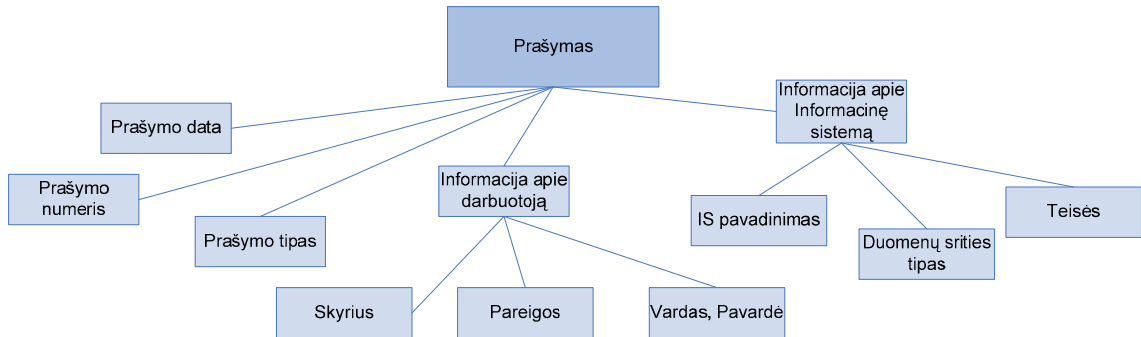 Prašymas
Informacija apie
Informacinę
sistemą
Prašymo data
Prašymo
numeris
Prašymo tipas
Informacija apie
darbuotoją
IS pavadinimas
Duomenų srities
tipas
Teisės
Skyrius
Pareigos
Vardas, Pavardė